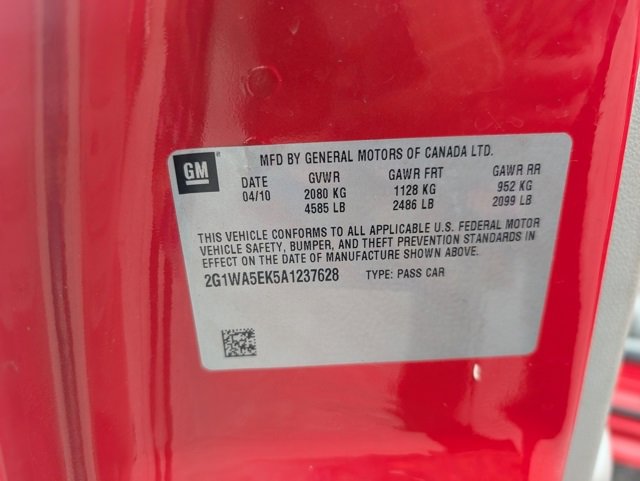 GM
MFD BY GENERAL MOTORS OF CANADA LTD.
DATE GVWR GAWR FRT GAWR RR
04/10 2080 KG 1128 KG 952 KG
4585 LB 2486 LB 2099 LB
THIS VEHICLE CONFORMS TO ALL APPLICABLE U.S. FEDERAL MOTOR
VEHICLE SAFETY, BUMPER, AND THEFT PREVENTION STANDARDS IN
EFFECT ON THE DATE OF MANUFACTURE SHOWN ABOVE.
2G1WA5EK5A1237628 TYPE: PASS CAR